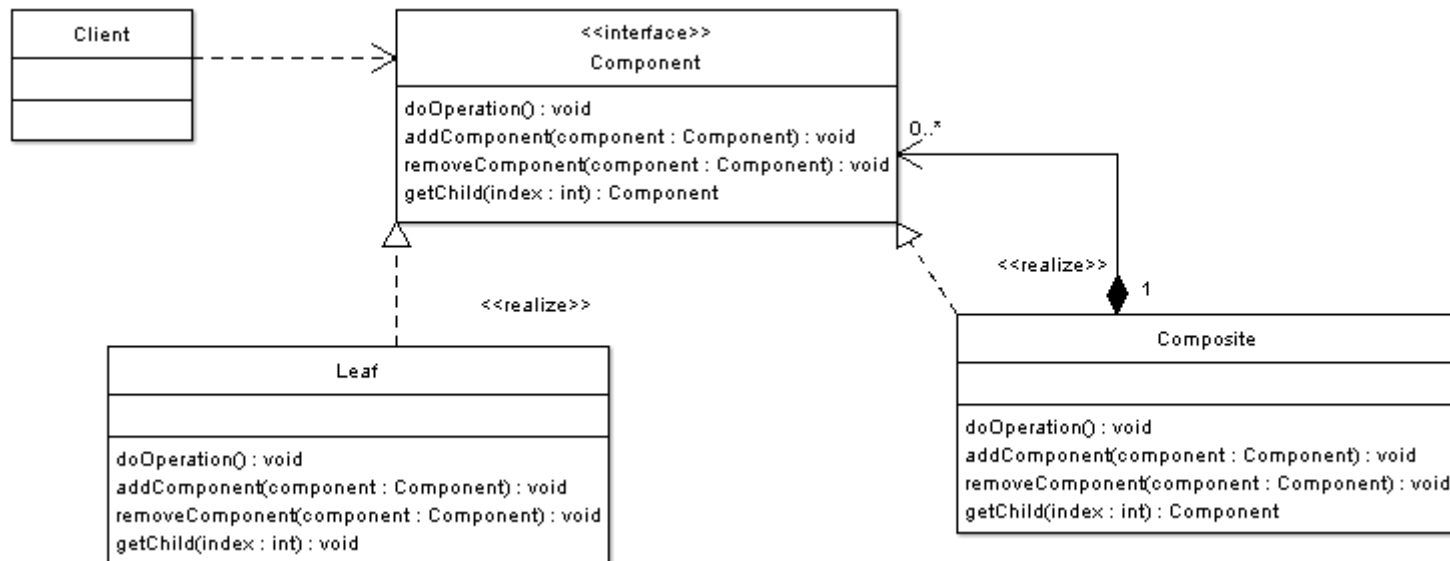 Client
<<interface>>
Component
doOperation() : void
addComponent(component : Component) : void
removeComponent(component : Component) : void
getChild(index : int) : Component
0..*
<<realize>>
1
<<realize>>
Leaf
doOperation() : void
addComponent(component : Component) : void
removeComponent(component : Component) : void
getChild(index : int) : void
Composite
doOperation() : void
addComponent(component : Component) : void
removeComponent(component : Component) : void
getChild(index : int) : Component